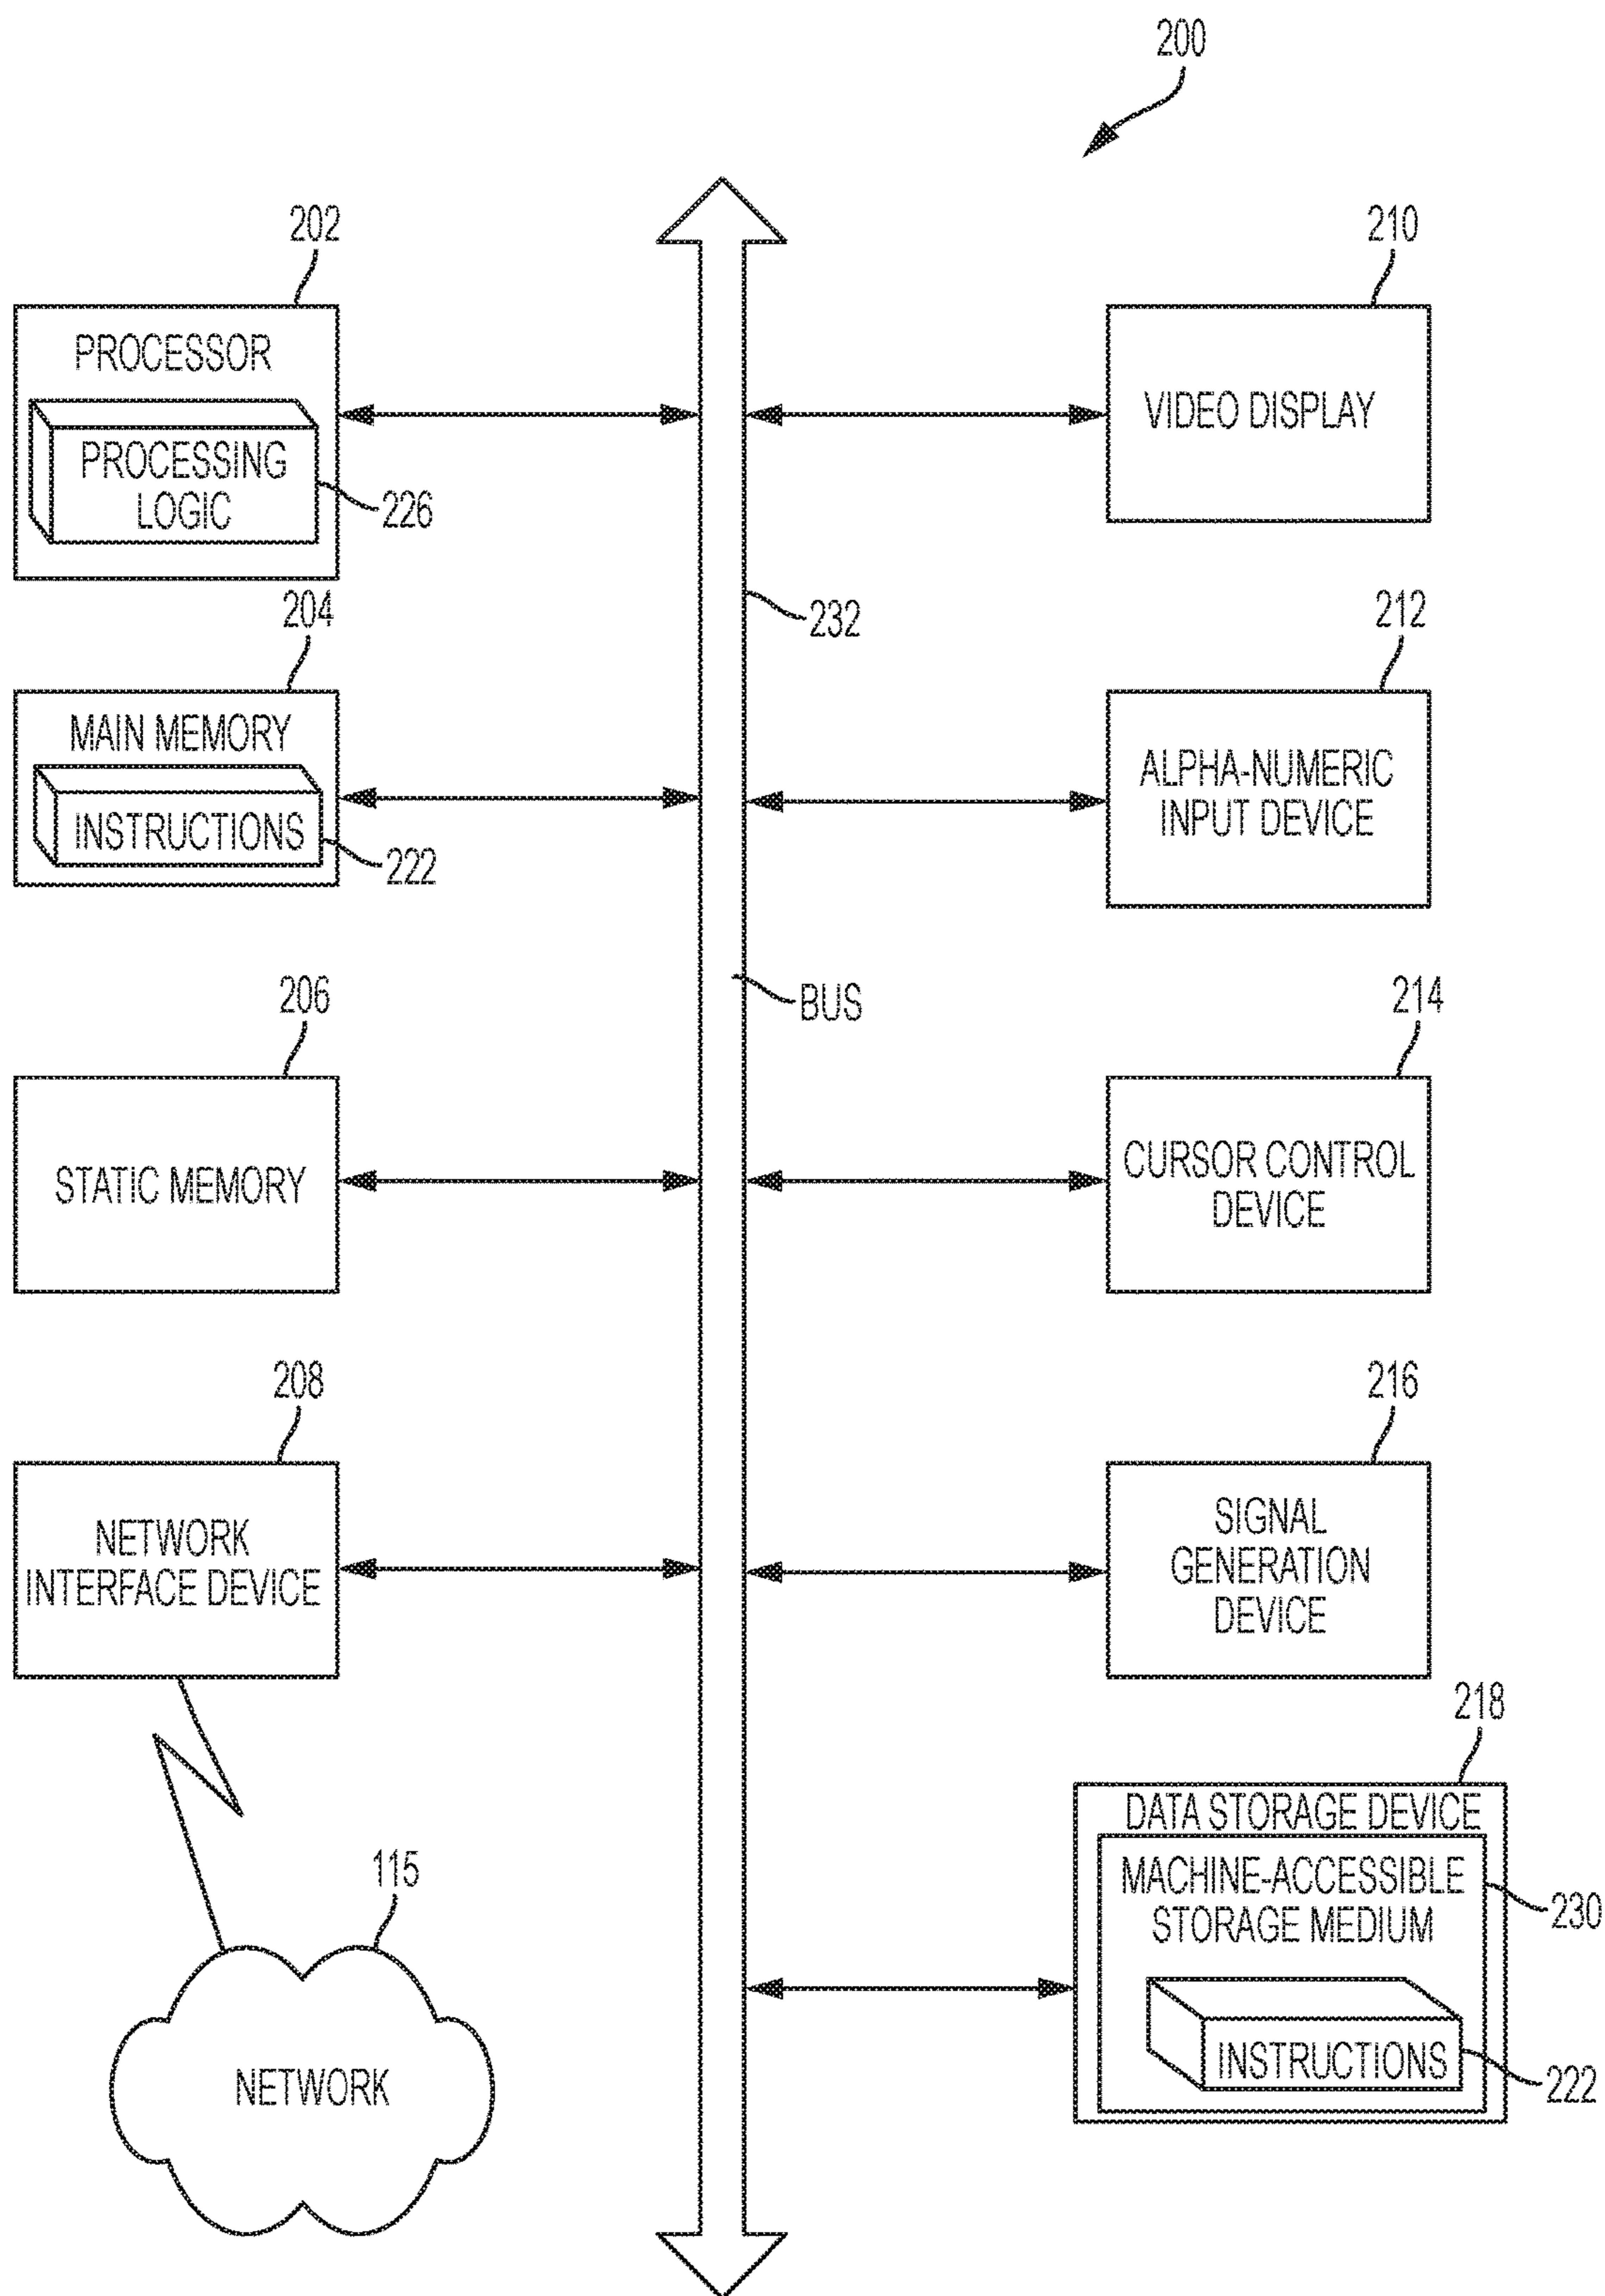 200
202
PROCESSOR
PROCESSING
LOGIC
226
210
VIDEO DISPLAY
232
204
MAIN MEMORY
INSTRUCTIONS
222
212
ALPHA-NUMERIC
INPUT DEVICE
BUS
206
STATIC MEMORY
214
CURSOR CONTROL
DEVICE
208
NETWORK
INTERFACE DEVICE
216
SIGNAL
GENERATION
DEVICE
115
NETWORK
218
DATA STORAGE DEVICE
MACHINE-ACCESSIBLE
STORAGE MEDIUM
230
INSTRUCTIONS
222